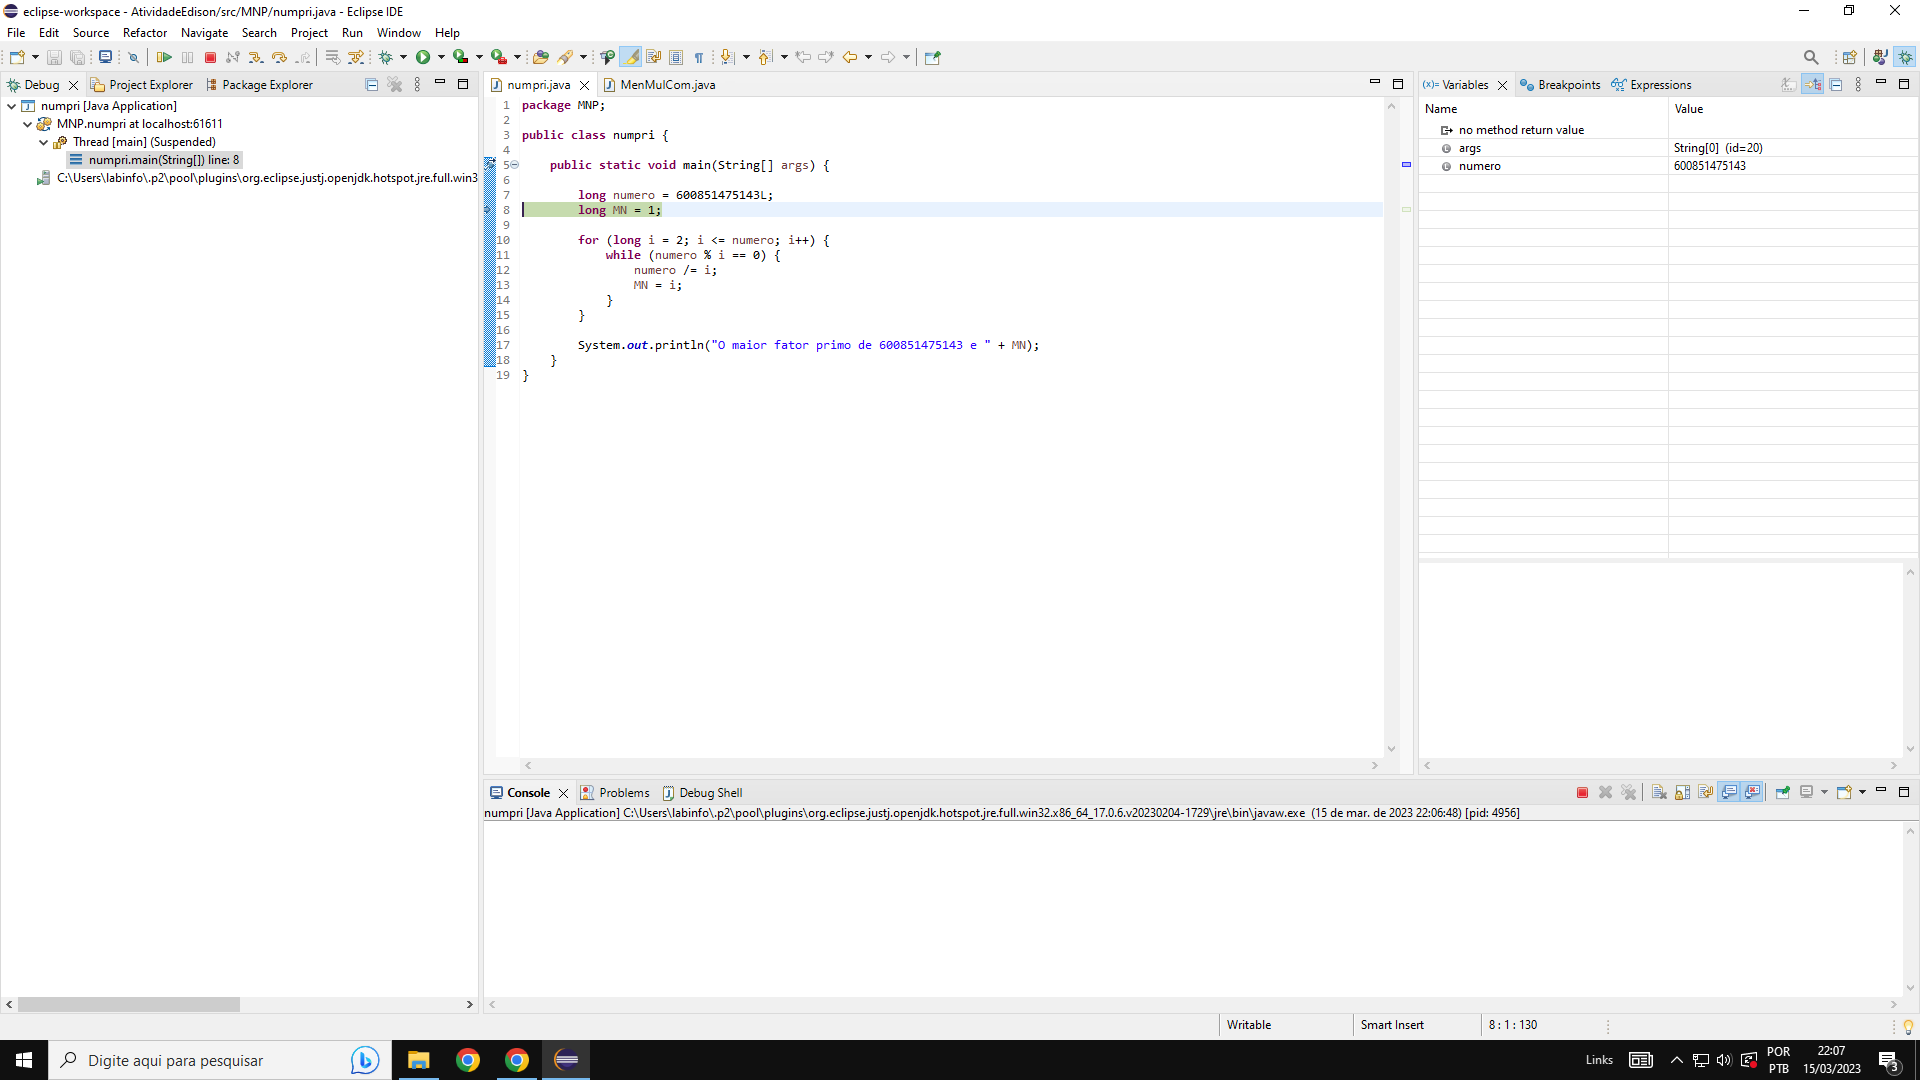 eclipse-workspace - AtividadeEdison/src/MNP/numpri.java - Eclipse IDE
File Edit Source Refactor Navigate Search Project Run Window Help
Debug Project Explorer Package Explorer
numpri [Java Application]
MNP.numpri at localhost:61611
Thread [main] (Suspended)
numpri.main(String[]) line: 8
C:\Users\labinfo\.p2\pool\plugins\org.eclipse.justj.openjdk.hotspot.jre.full.win3
numpri.java MenMulCom.java
1 package MNP;
2
3 public class numpri {
4
5 public static void main(String[] args) {
6
7 long numero = 600851475143L;
8 long MN = 1;
9
10 for (long i = 2; i <= numero; i++) {
11 while (numero % i == 0) {
12 numero /= i;
13 MN = i;
14 }
15 }
16
17 System.out.println("O maior fator primo de 600851475143 e " + MN);
18 }
19 }
(x)= Variables Breakpoints Expressions
Name Value
no method return value
args String[0] (id=20)
numero 600851475143
Console Problems Debug Shell
numpri [Java Application] C:\Users\labinfo\.p2\pool\plugins\org.eclipse.justj.openjdk.hotspot.jre.full.win32.x86_64_17.0.6.v20230204-1729\jre\bin\javaw.exe (15 de mar. de 2023 22:06:48) [pid: 4956]
Writable Smart Insert 8 : 1 : 130
Digite aqui para pesquisar
Links
POR
PTB
22:07
15/03/2023
3